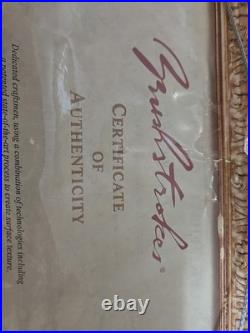 Brushstrokes®
CERTIFICATE
OF
AUTHENTICITY
Dedicated craftsmen, using a combination of technologies including
a patented state-of-the-art process to create surface texture,